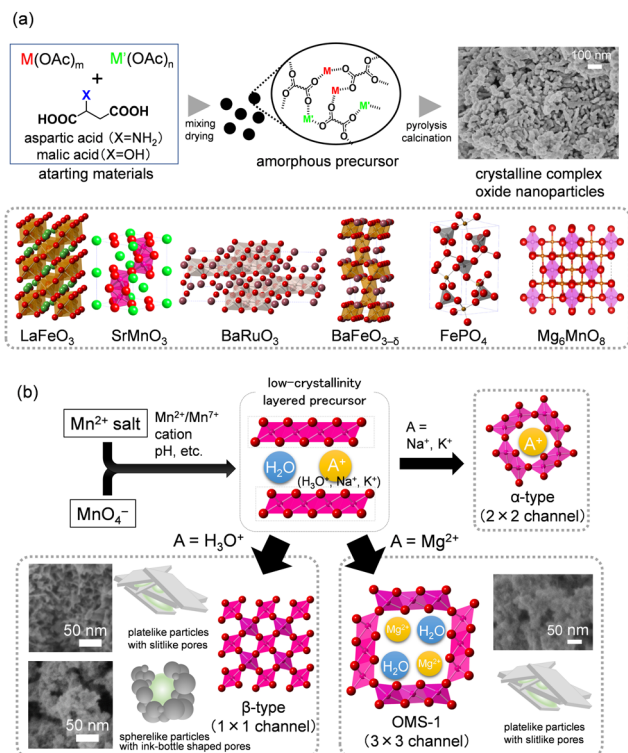 (a)
M(OAc)m
M'(OAc)n
+
X
HOOC
COOH
aspartic acid (X=NH₂)
malic acid (X=OH)
atarting materials
mixing
drying
M
M
M
M'
M'
O
amorphous precursor
pyrolysis
calcination
100 nm
crystalline complex
oxide nanoparticles
LaFeO₃
SrMnO₃
BaRuO₃
BaFeO₃₋δ
FePO₄
Mg₆MnO₈
(b)
Mn²⁺ salt
MnO₄⁻
Mn²⁺/Mn⁷⁺
cation
pH, etc.
low-crystallinity
layered precursor
H₂O
A⁺
(H₃O⁺, Na⁺, K⁺)
A =
Na⁺, K⁺
A⁺
α-type
(2×2 channel)
A = H₃O⁺
A = Mg²⁺
50 nm
platelike particles
with slitlike pores
50 nm
spherelike particles
with ink-bottle shaped pores
β-type
(1×1 channel)
Mg²⁺
H₂O
H₂O
Mg²⁺
OMS-1
(3×3 channel)
50 nm
platelike particles
with slitlike pores